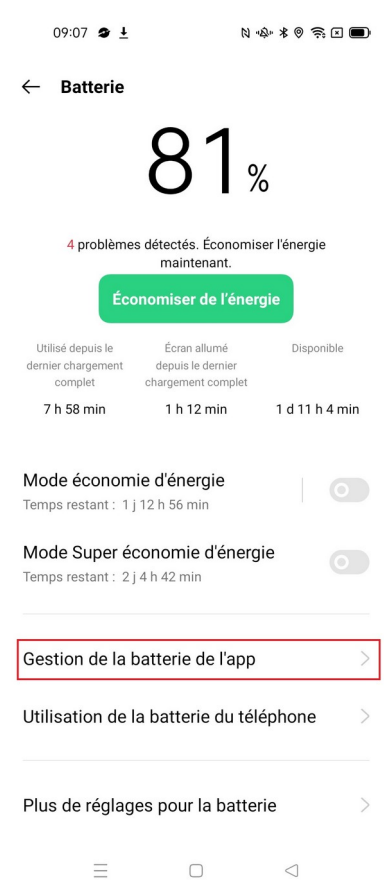 09:07
Batterie
81%
4 problèmes détectés. Économiser l'énergie
maintenant.
Économiser de l'énergie
Utilisé depuis le
dernier chargement
complet
7 h 58 min
Écran allumé
depuis le dernier
chargement complet
1 h 12 min
Disponible
1 d 11 h 4 min
Mode économie d'énergie
Temps restant : 1 j 12 h 56 min
Mode Super économie d'énergie
Temps restant : 2 j 4 h 42 min
Gestion de la batterie de l'app
Utilisation de la batterie du téléphone
Plus de réglages pour la batterie